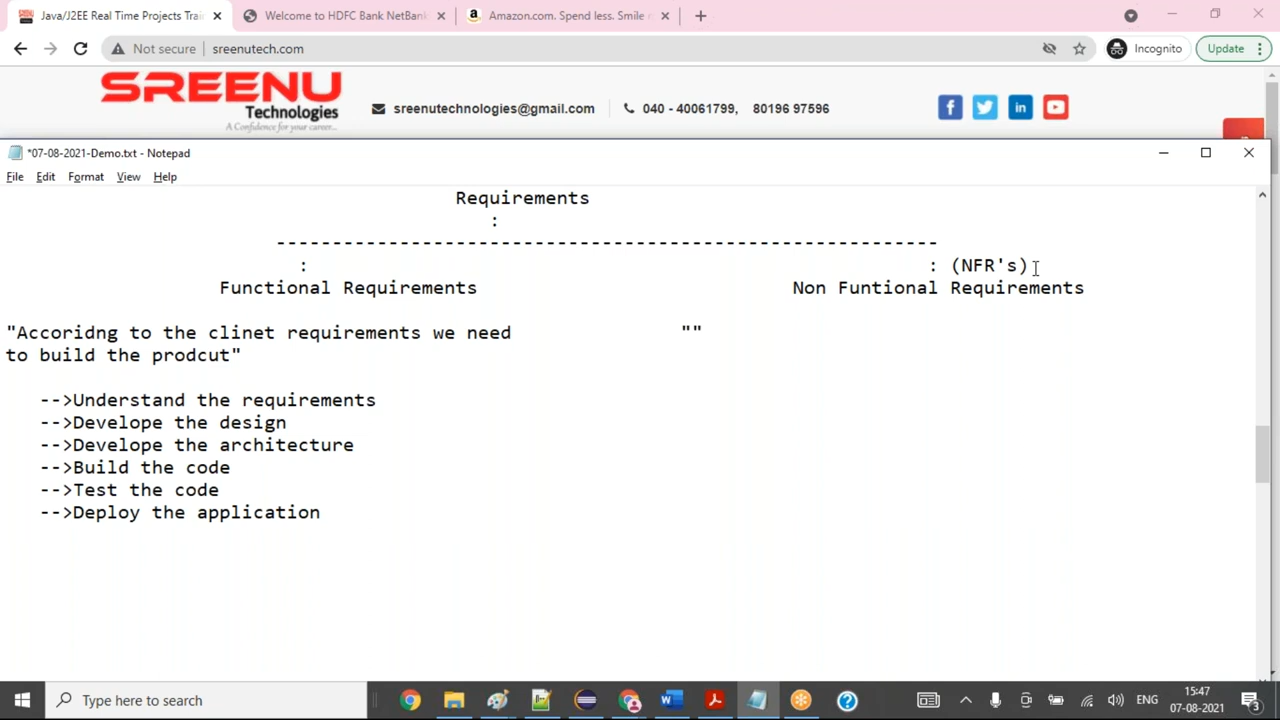 Java/J2EE Real Time Projects Trai
Welcome to HDFC Bank NetBank
Amazon.com. Spend less. Smile
Not secure
sreenutech.com
Incognito
Update
SREENU
Technologies
A Confidence for your career...
sreenutechnologies@gmail.com
040 - 40061799, 80196 97596
*07-08-2021-Demo.txt - Notepad
File Edit Format View Help
Requirements
:
-----------------------------------------------------------
: : (NFR's)
Functional Requirements Non Funtional Requirements
"Accoridng to the clinet requirements we need ""
to build the prodcut"
-->Understand the requirements
-->Develope the design
-->Develope the architecture
-->Build the code
-->Test the code
-->Deploy the application
Type here to search
ENG
15:47
07-08-2021
3